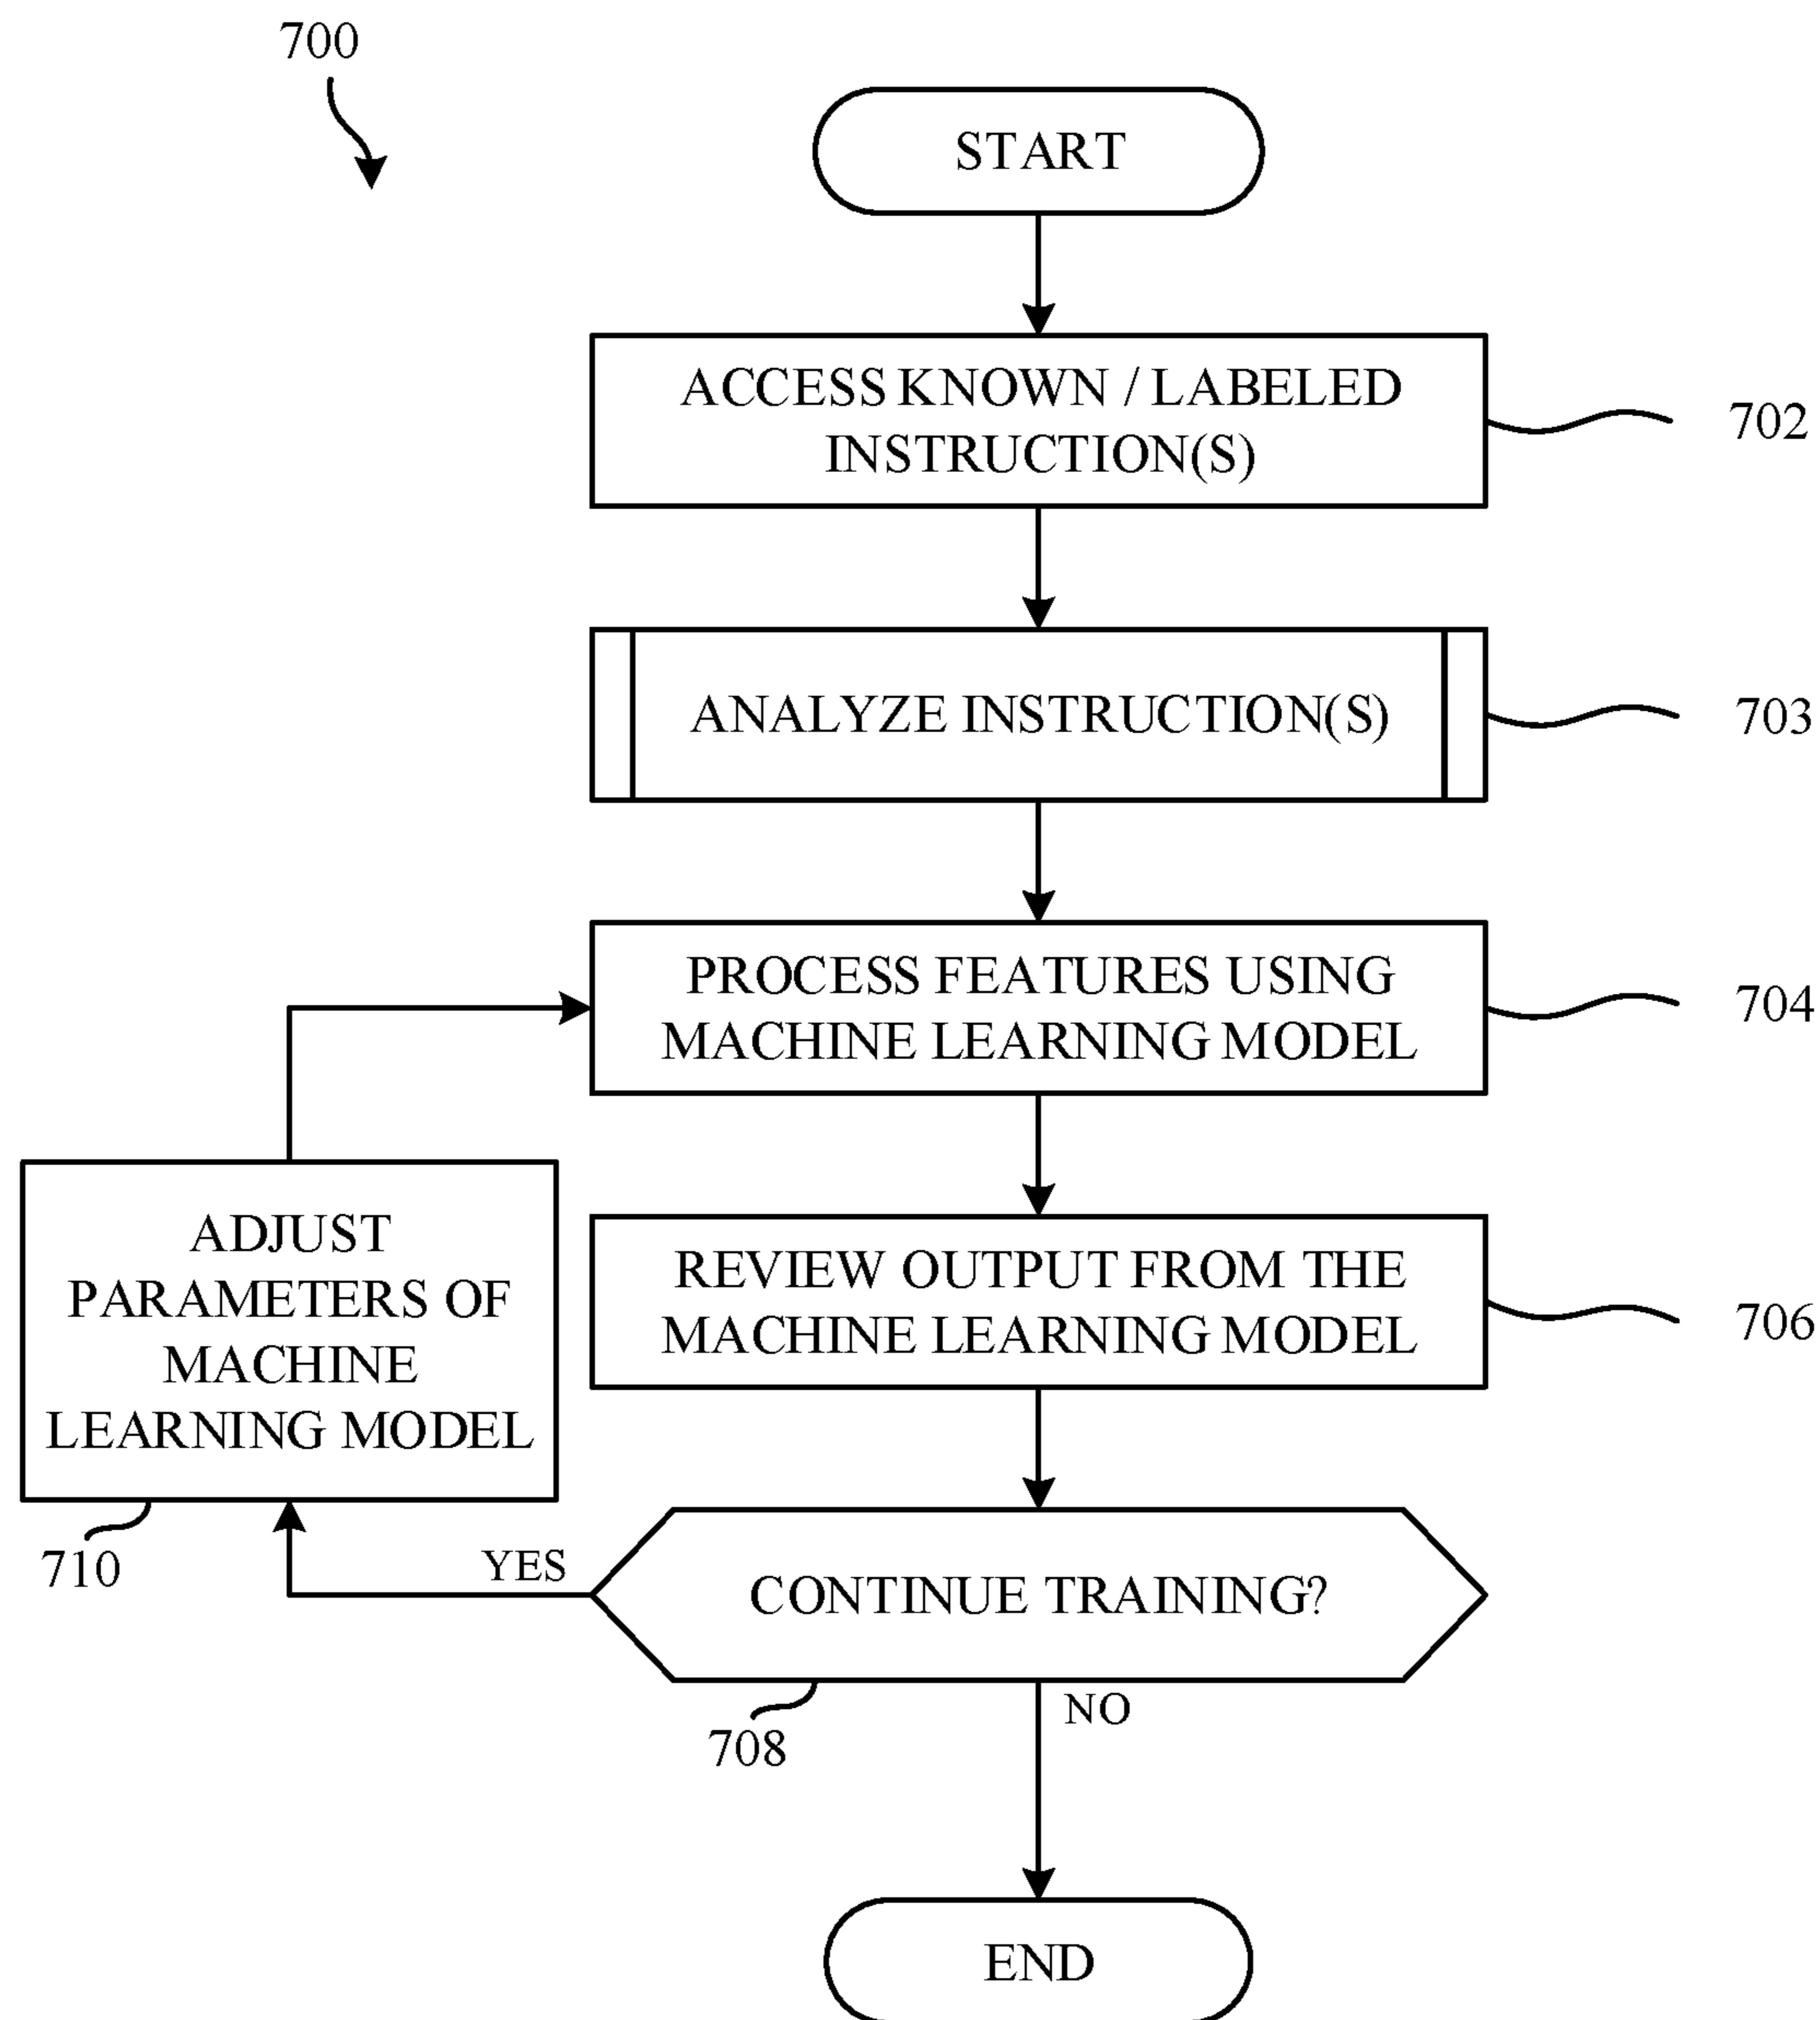 700
START
ACCESS KNOWN / LABELED
INSTRUCTION(S)
702
ANALYZE INSTRUCTION(S)
703
PROCESS FEATURES USING
MACHINE LEARNING MODEL
704
REVIEW OUTPUT FROM THE
MACHINE LEARNING MODEL
706
ADJUST
PARAMETERS OF
MACHINE
LEARNING MODEL
710
YES
CONTINUE TRAINING?
708
NO
END